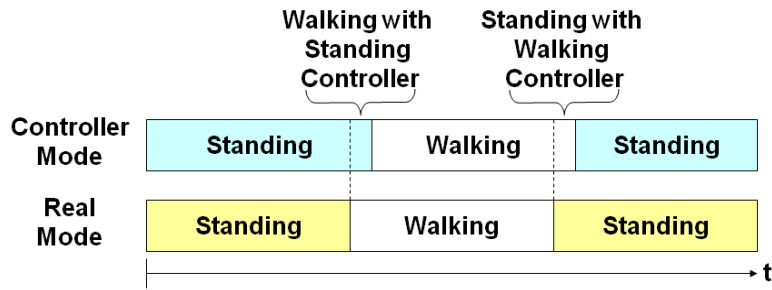 Walking with
Standing
Controller
Standing with
Walking
Controller
Controller
Mode
Standing
Walking
Standing
Real
Mode
Standing
Walking
Standing
t